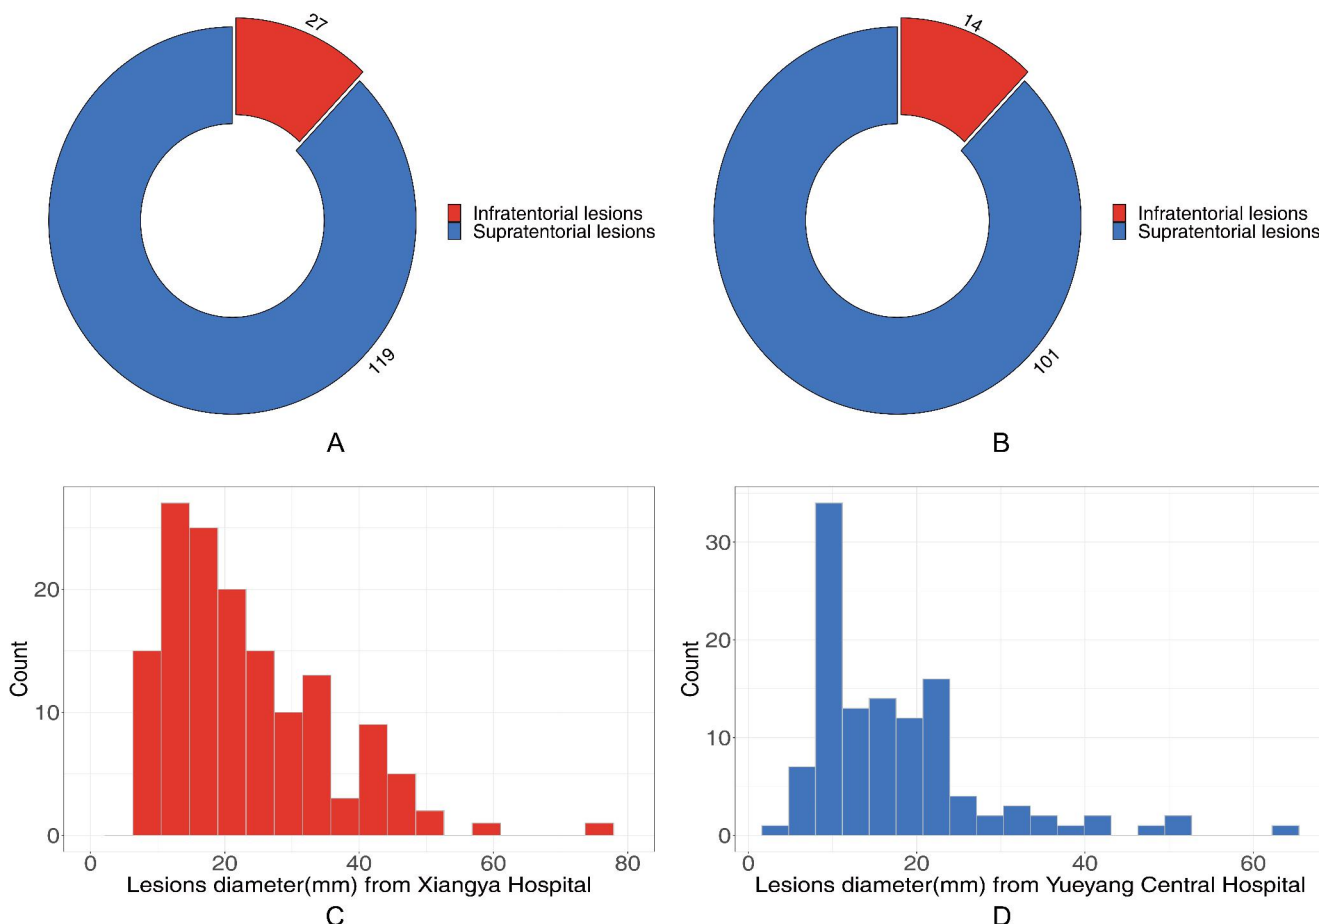 27
119
Infratentorial lesions
Supratentorial lesions
A
14
101
Infratentorial lesions
Supratentorial lesions
B
Count
20
10
0
0 20 40 60 80
Lesions diameter(mm) from Xiangya Hospital
C
Count
30
20
10
0
0 20 40 60
Lesions diameter(mm) from Yueyang Central Hospital
D